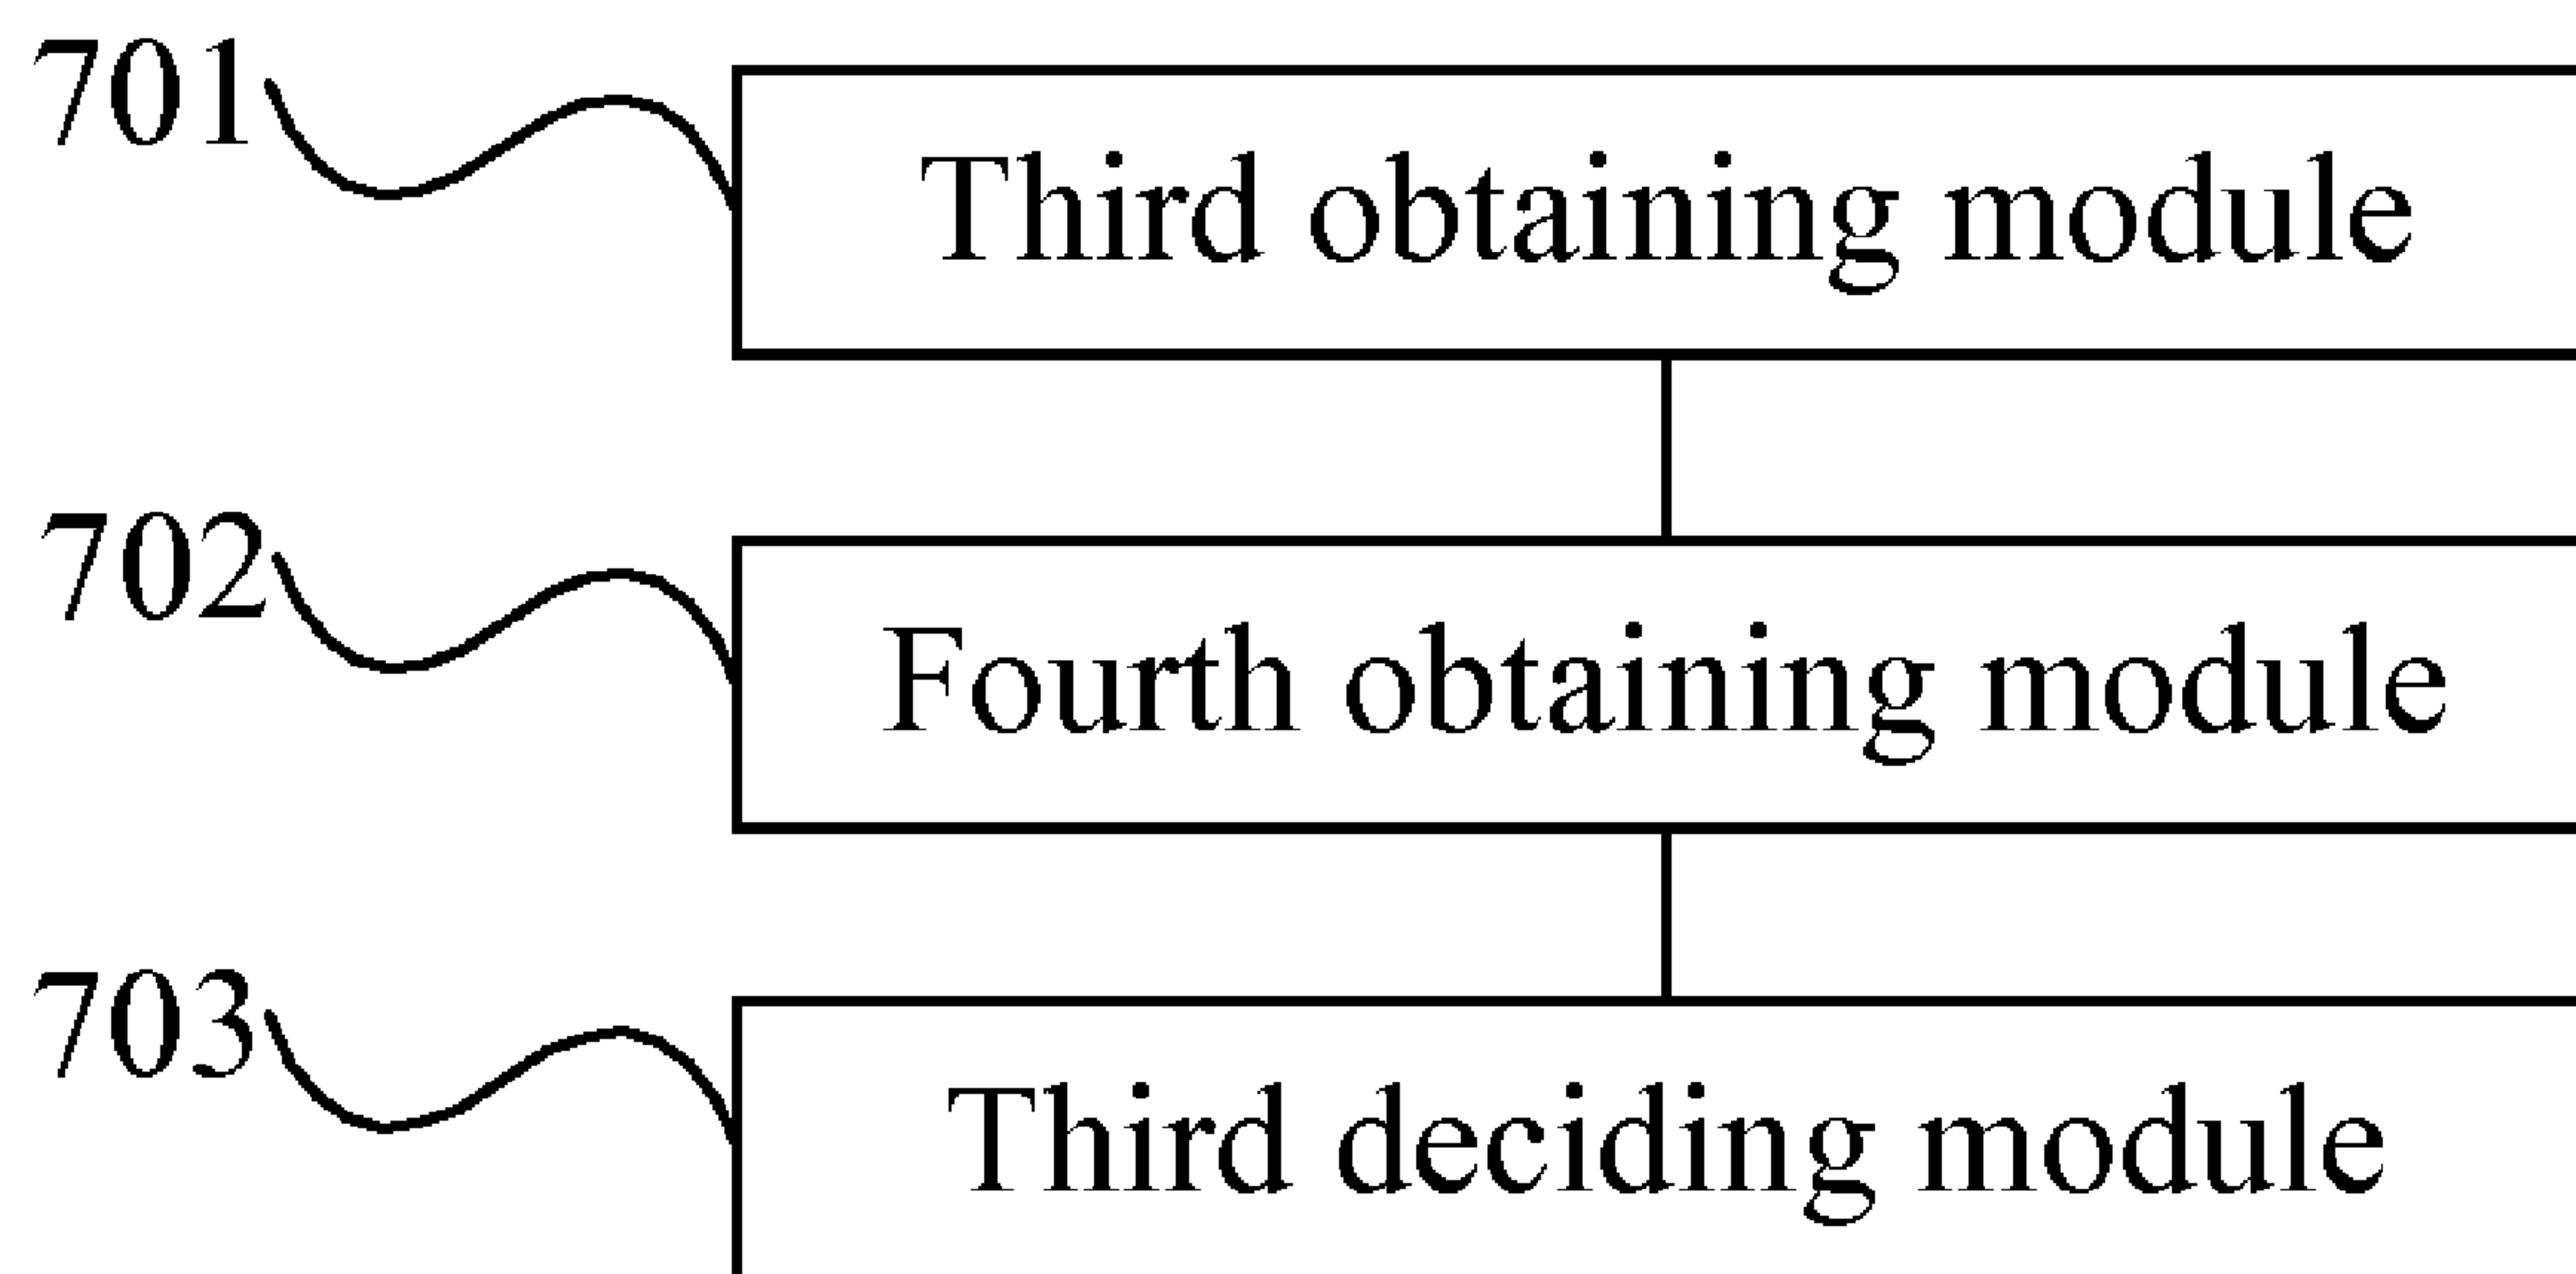 701
Third obtaining module
702
Fourth obtaining module
703
Third deciding module